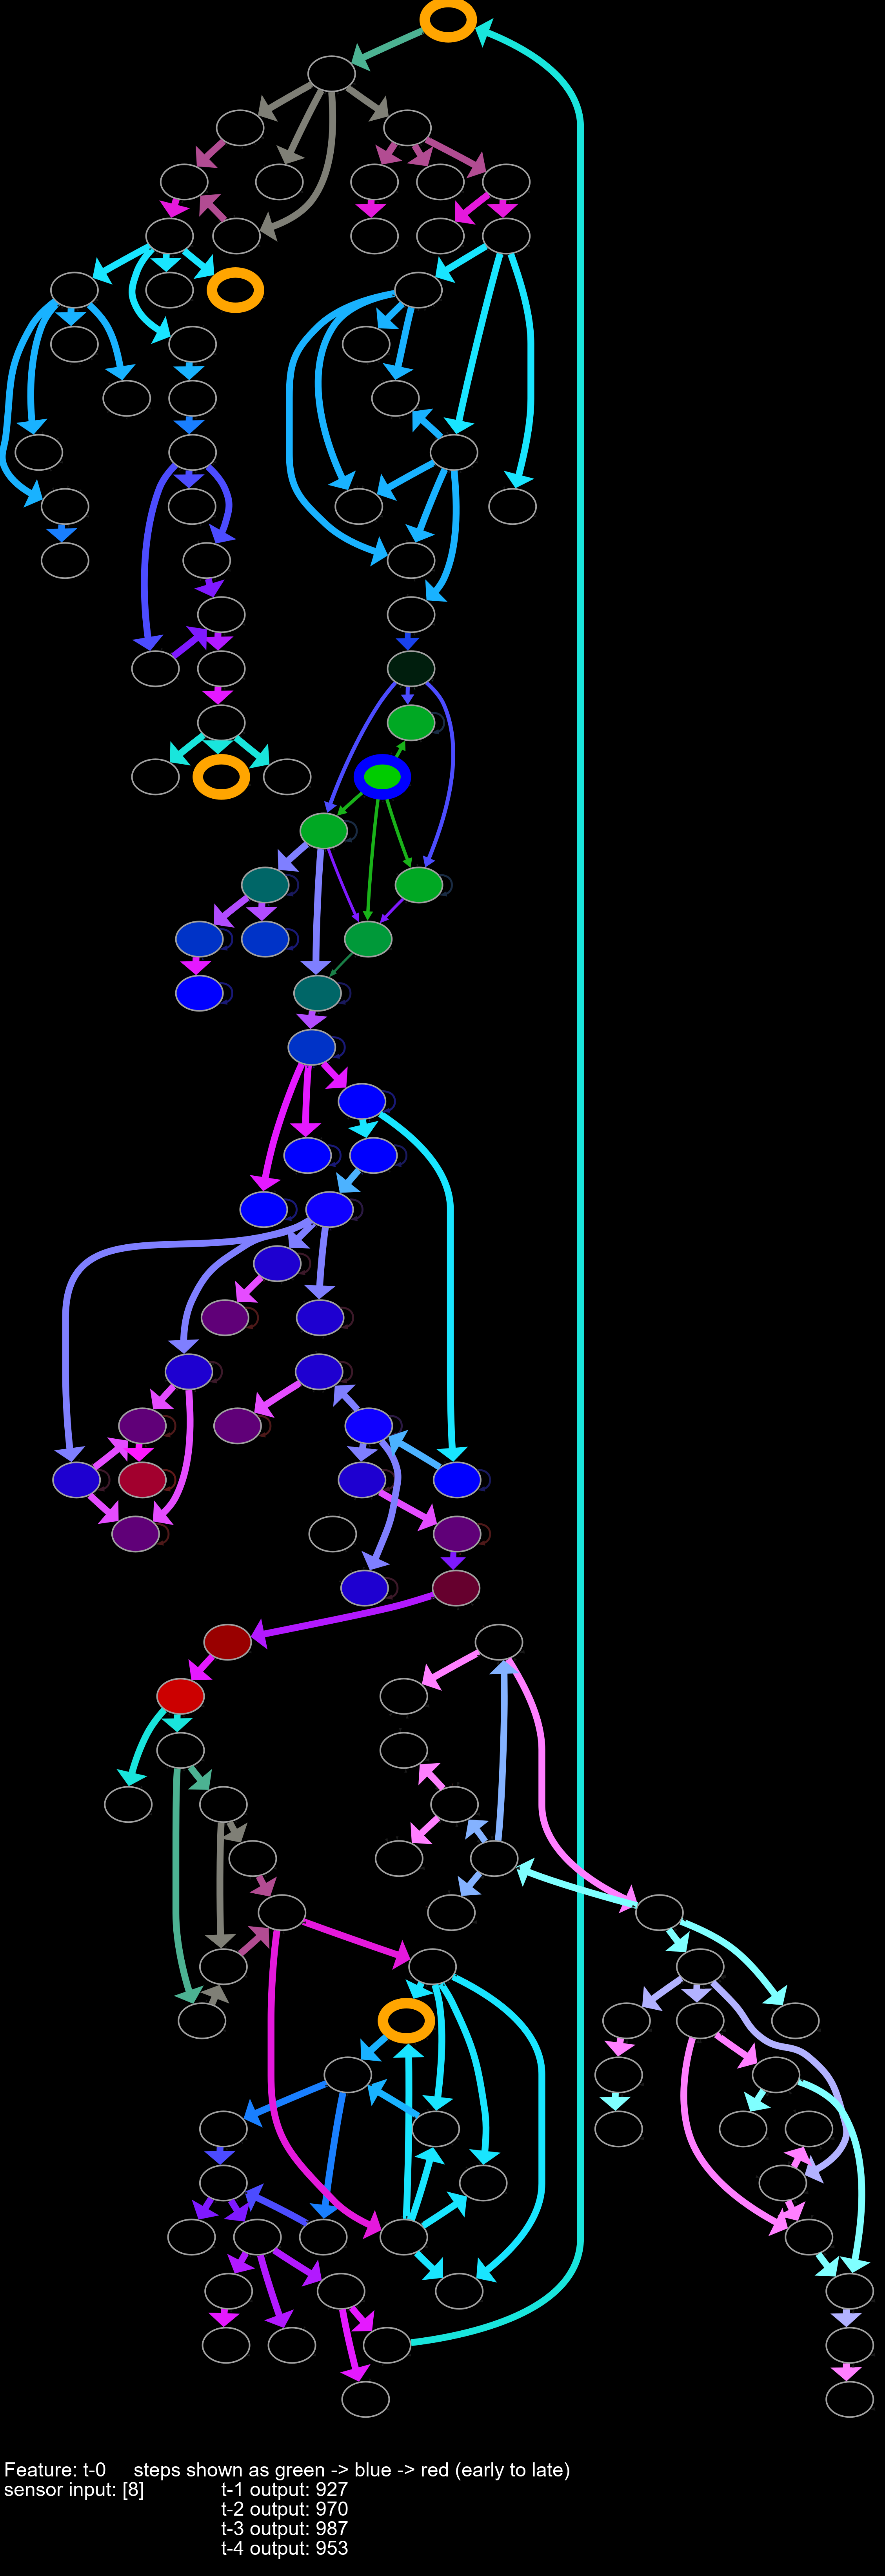 Feature: t-0 steps shown as green -> blue -> red (early to late)
sensor input: [8] t-1 output: 927
t-2 output: 970
t-3 output: 987
t-4 output: 953